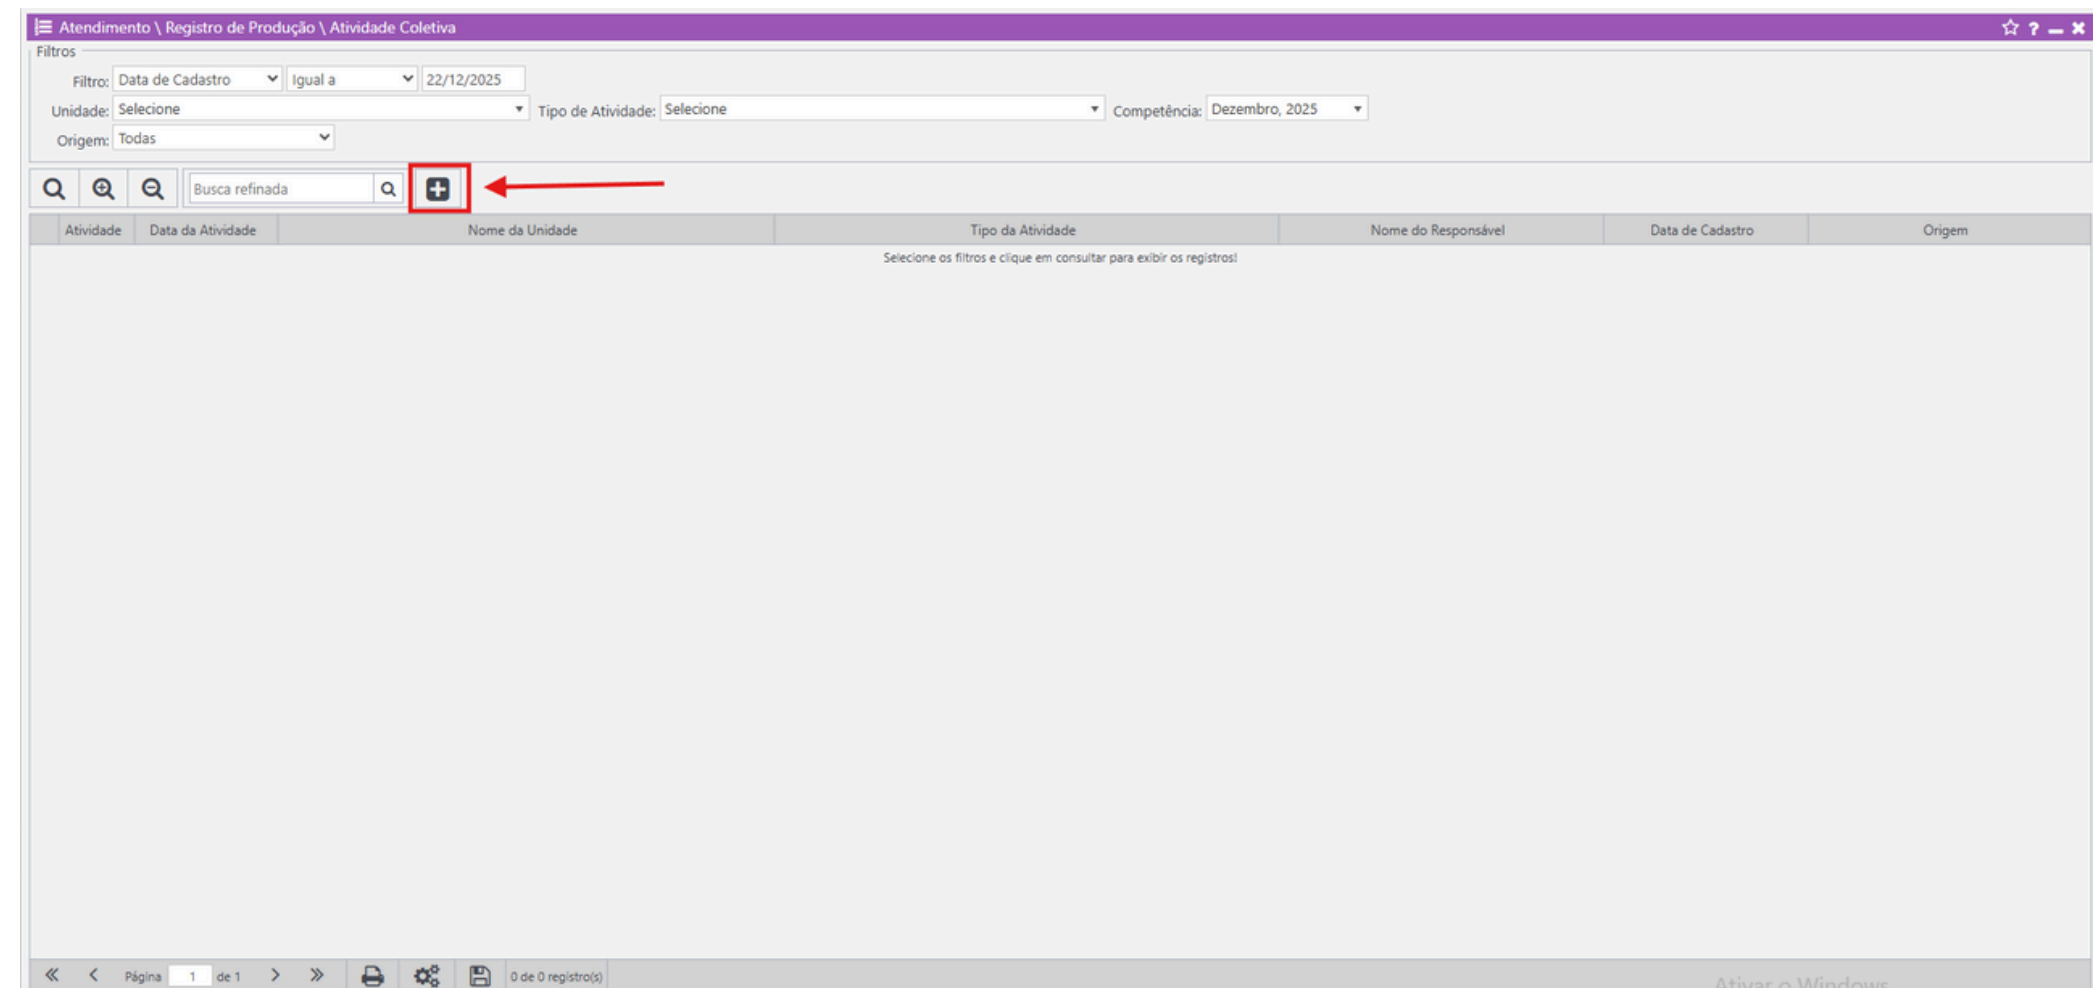 Atendimento \ Registro de Produção \ Atividade Coletiva
Filtros
Filtro: Data de Cadastro Igual a 22/12/2025
Unidade: Selecione Tipo de Atividade: Selecione Competência: Dezembro, 2025
Origem: Todas
Busca refinada
Atividade Data da Atividade Nome da Unidade Tipo da Atividade Nome do Responsável Data de Cadastro Origem
Selecione os filtros e clique em consultar para exibir os registros!
Página 1 de 1 0 de 0 registro(s)
Ativar o Windows